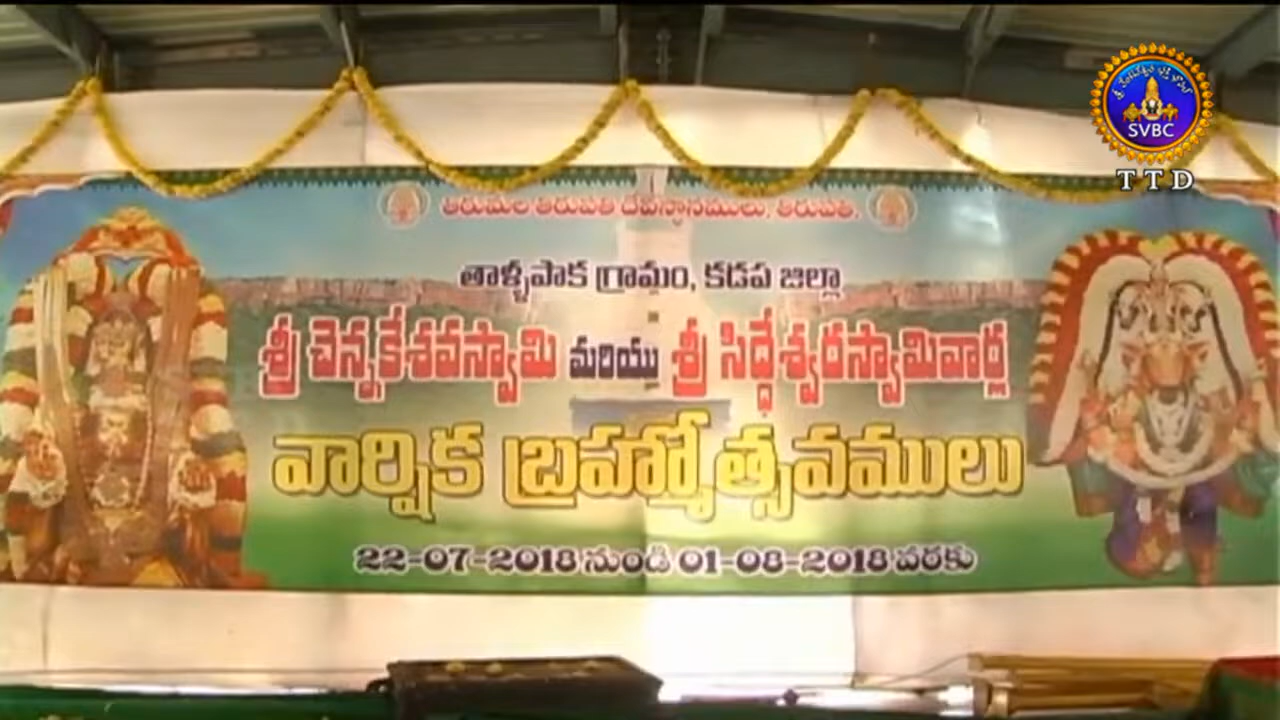 SVBC
TTD
తిరుమల తిరుపతి దేవస్థానములు, తిరుపతి.
తాళ్ళపాక గ్రామం, కడప జిల్లా
శ్రీ చెన్నకేశవస్వామి మరియు శ్రీ సిద్ధేశ్వరస్వామివార్ల
వార్షిక బ్రహ్మోత్సవములు
22-07-2018 నుండి 01-08-2018 వరకు